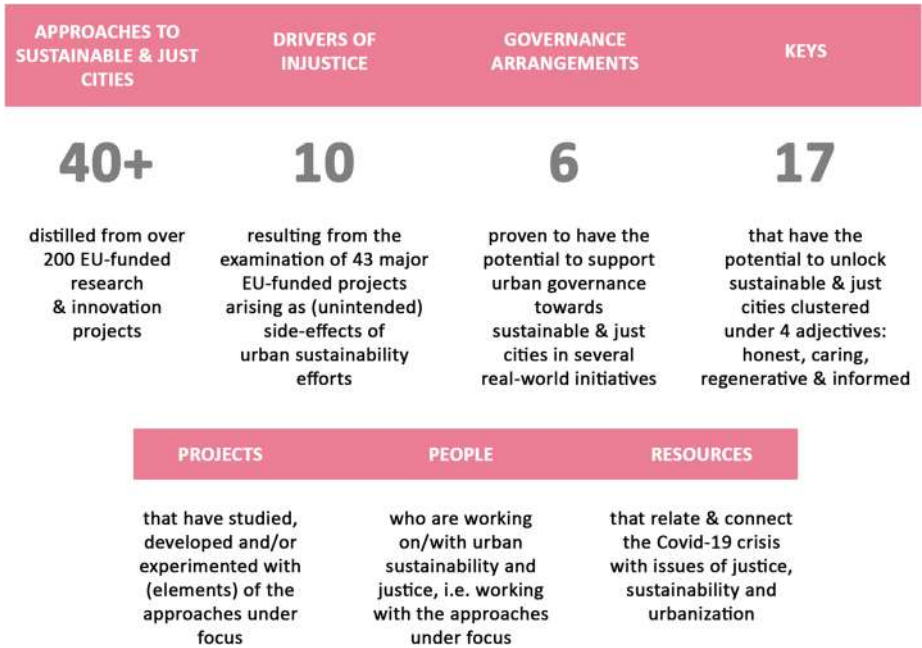 APPROACHES TO
SUSTAINABLE & JUST
CITIES
DRIVERS OF
INJUSTICE
GOVERNANCE
ARRANGEMENTS
KEYS
40+
10
6
17
distilled from over
200 EU-funded
research
& innovation
projects
resulting from the
examination of 43 major
EU-funded projects
arising as (unintended)
side-effects of
urban sustainability
efforts
proven to have the
potential to support
urban governance
towards
sustainable & just
cities in several
real-world initiatives
that have the
potential to unlock
sustainable & just
cities clustered
under 4 adjectives:
honest, caring,
regenerative & informed
PROJECTS
PEOPLE
RESOURCES
that have studied,
developed and/or
experimented with
(elements) of the
approaches under
focus
who are working
on/with urban
sustainability and
justice, i.e. working
with the approaches
under focus
that relate & connect
the Covid-19 crisis
with issues of justice,
sustainability and
urbanization